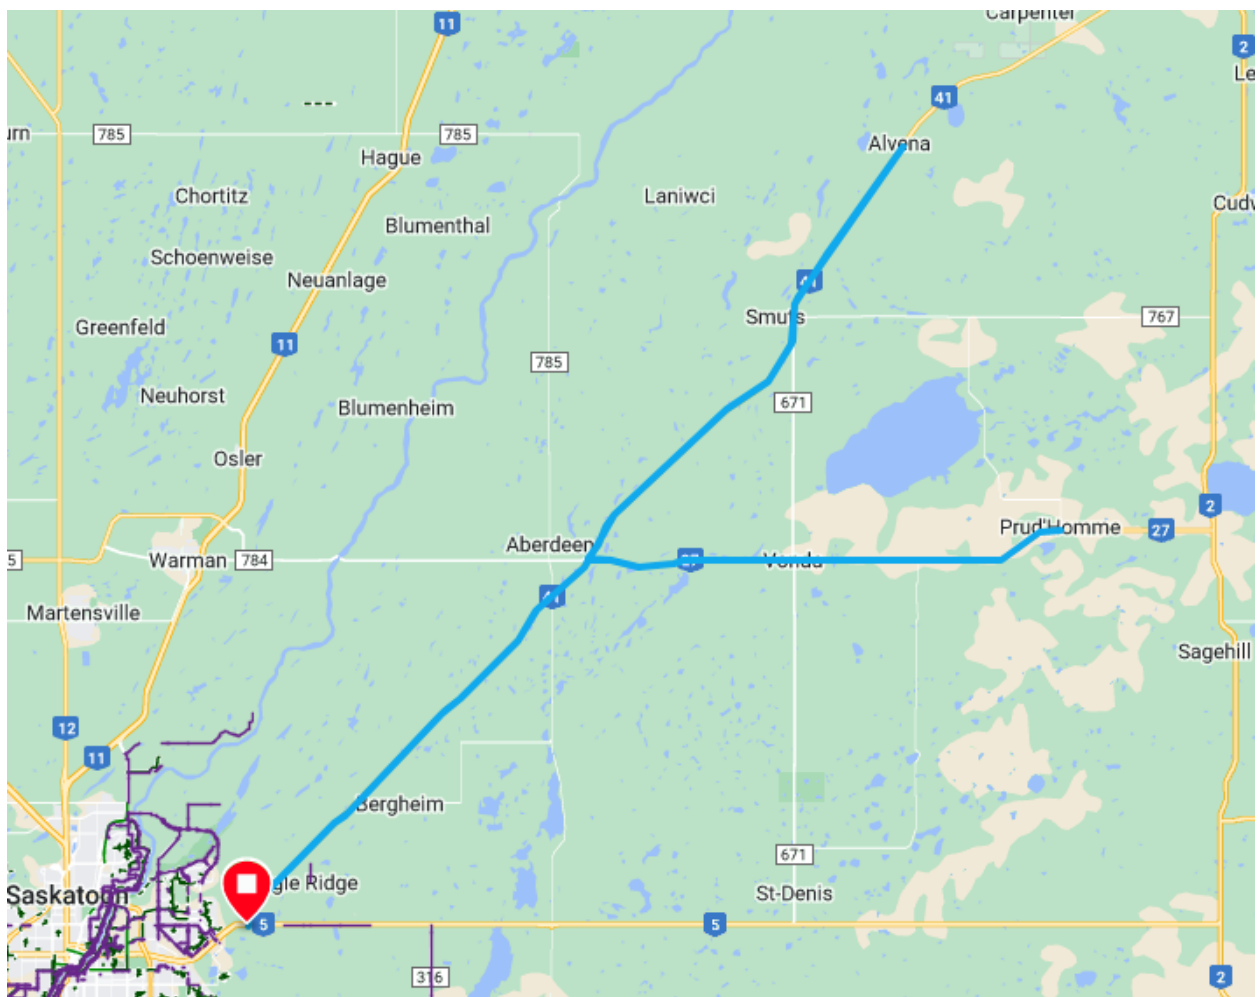 Carpenter
11
2
Le
41
urn
785
785
Alvena
Hague
Chortitz
Laniwci
Cudw
Blumenthal
Schoenweise
Neuanlage
41
Greenfeld
Smuts
767
11
785
Neuhorst
671
Blumenheim
Osler
2
Prud'Homme
27
Aberdeen
5
Warman
784
27
Vonda
41
Martensville
Sagehill
12
11
Bergheim
671
gle Ridge
Saskatoon
St-Denis
5
5
316
2